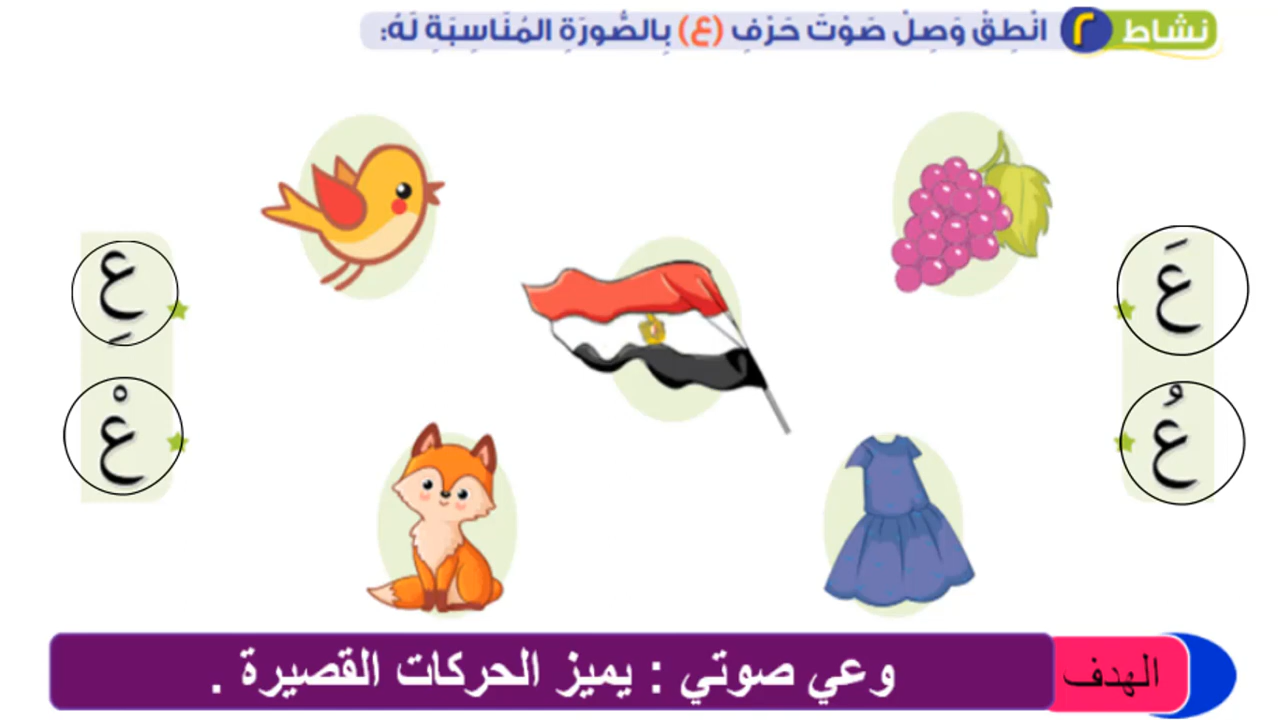 نشاط ٢ انْطِقْ وَصِلْ صَوْتَ حَرْفِ (ع) بِالصُّورَةِ المُنَاسِبَةِ لَهُ:
عَ
عِ
عُ
عْ
الهدف وعي صوتي : يميز الحركات القصيرة .